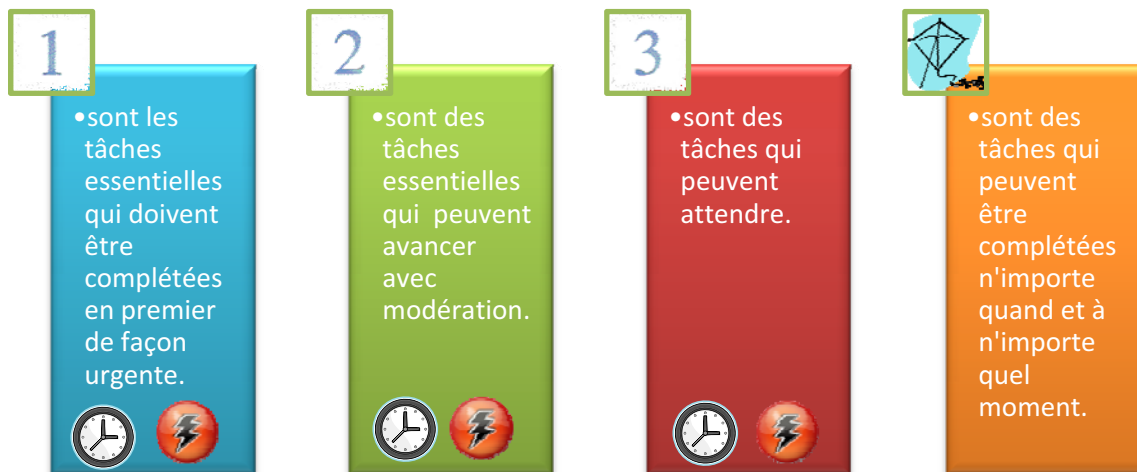 1
•sont les
tâches
essentielles
qui doivent
être
complétées
en premier
de façon
urgente.
2
•sont des
tâches
essentielles
qui peuvent
avancer
avec
modération.
3
•sont des
tâches qui
peuvent
attendre.
•sont des
tâches qui
peuvent
être
complétées
n'importe
quand et à
n'importe
quel
moment.